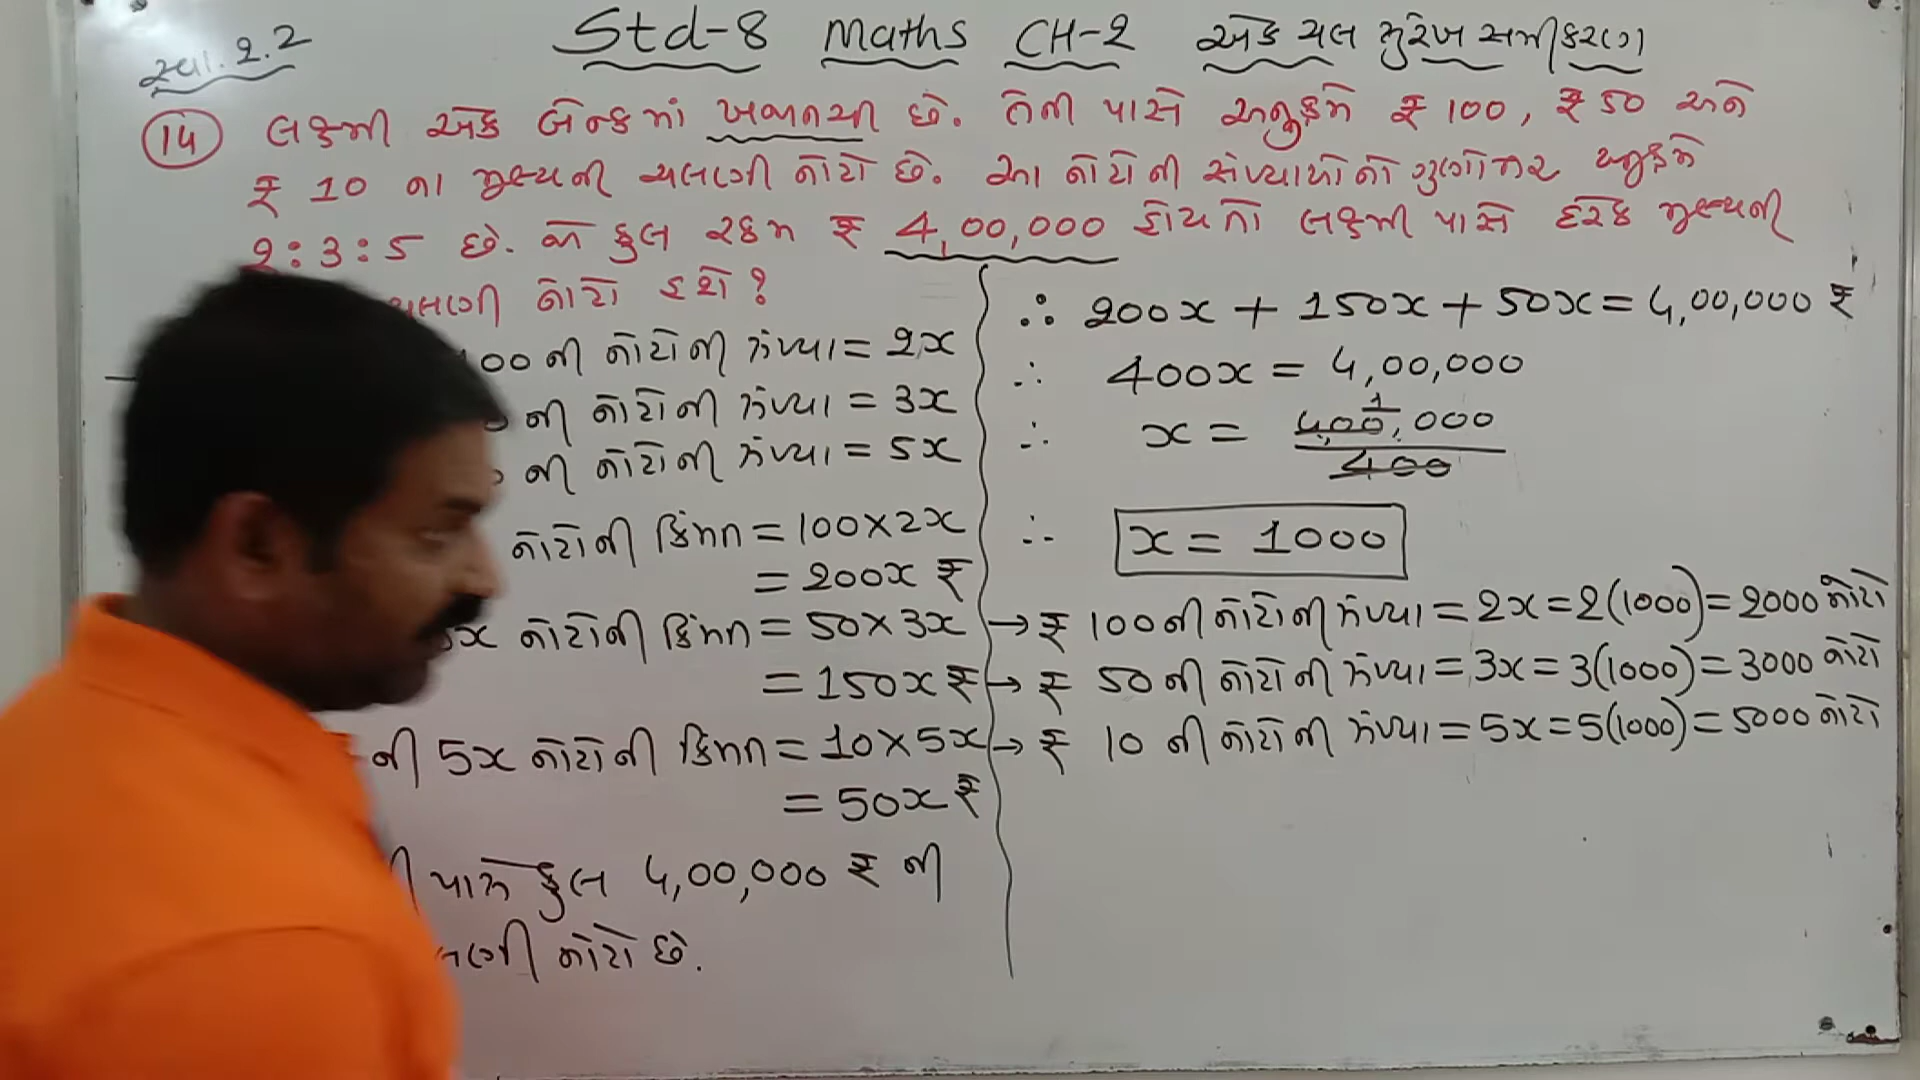 સ્વા. 2.2
Std-8 Maths CH-2 એક ચલ સુરેખ સમીકરણ
14 લક્ષ્મી એક બેન્કમાં ખજાનચી છે. તેની પાસે અનુક્રમે ₹ 100, ₹ 50 અને
₹ 10 ના મૂલ્યની ચલણી નોટો છે. આ નોટોની સંખ્યાઓનો ગુણોત્તર અનુક્રમે
2:3:5 છે. જો કુલ રકમ ₹ 4,00,000 હોય તો લક્ષ્મી પાસે દરેક મૂલ્યની
ચલણી નોટો હશે?
100 ની નોટોની સંખ્યા = 2x
ની નોટોની સંખ્યા = 3x
ની નોટોની સંખ્યા = 5x
નોટોની કિંમત = 100×2x
= 200x ₹
નોટોની કિંમત = 50×3x
= 150x ₹
ની 5x નોટોની કિંમત = 10×5x
= 50x ₹
પાસે કુલ 4,00,000 ₹ ની
નોટો છે.
∴ 200x + 150x + 50x = 4,00,000 ₹
∴ 400x = 4,00,000
∴ x = 4,00,000 / 400
1
∴ x = 1000
→ ₹ 100 ની નોટોની સંખ્યા = 2x = 2(1000) = 2000 નોટો
→ ₹ 50 ની નોટોની સંખ્યા = 3x = 3(1000) = 3000 નોટો
→ ₹ 10 ની નોટોની સંખ્યા = 5x = 5(1000) = 5000 નોટો